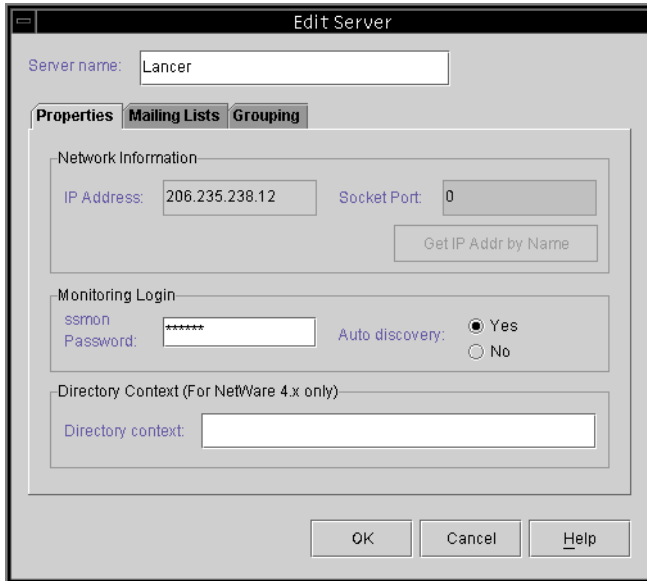 Edit Server
Server name: Lancer
Properties Mailing Lists Grouping
Network Information
IP Address: 206.235.238.12 Socket Port: 0
Get IP Addr by Name
Monitoring Login
ssmon
Password: ****** Auto discovery: Yes
No
Directory Context (For NetWare 4.x only)
Directory context:
OK Cancel Help